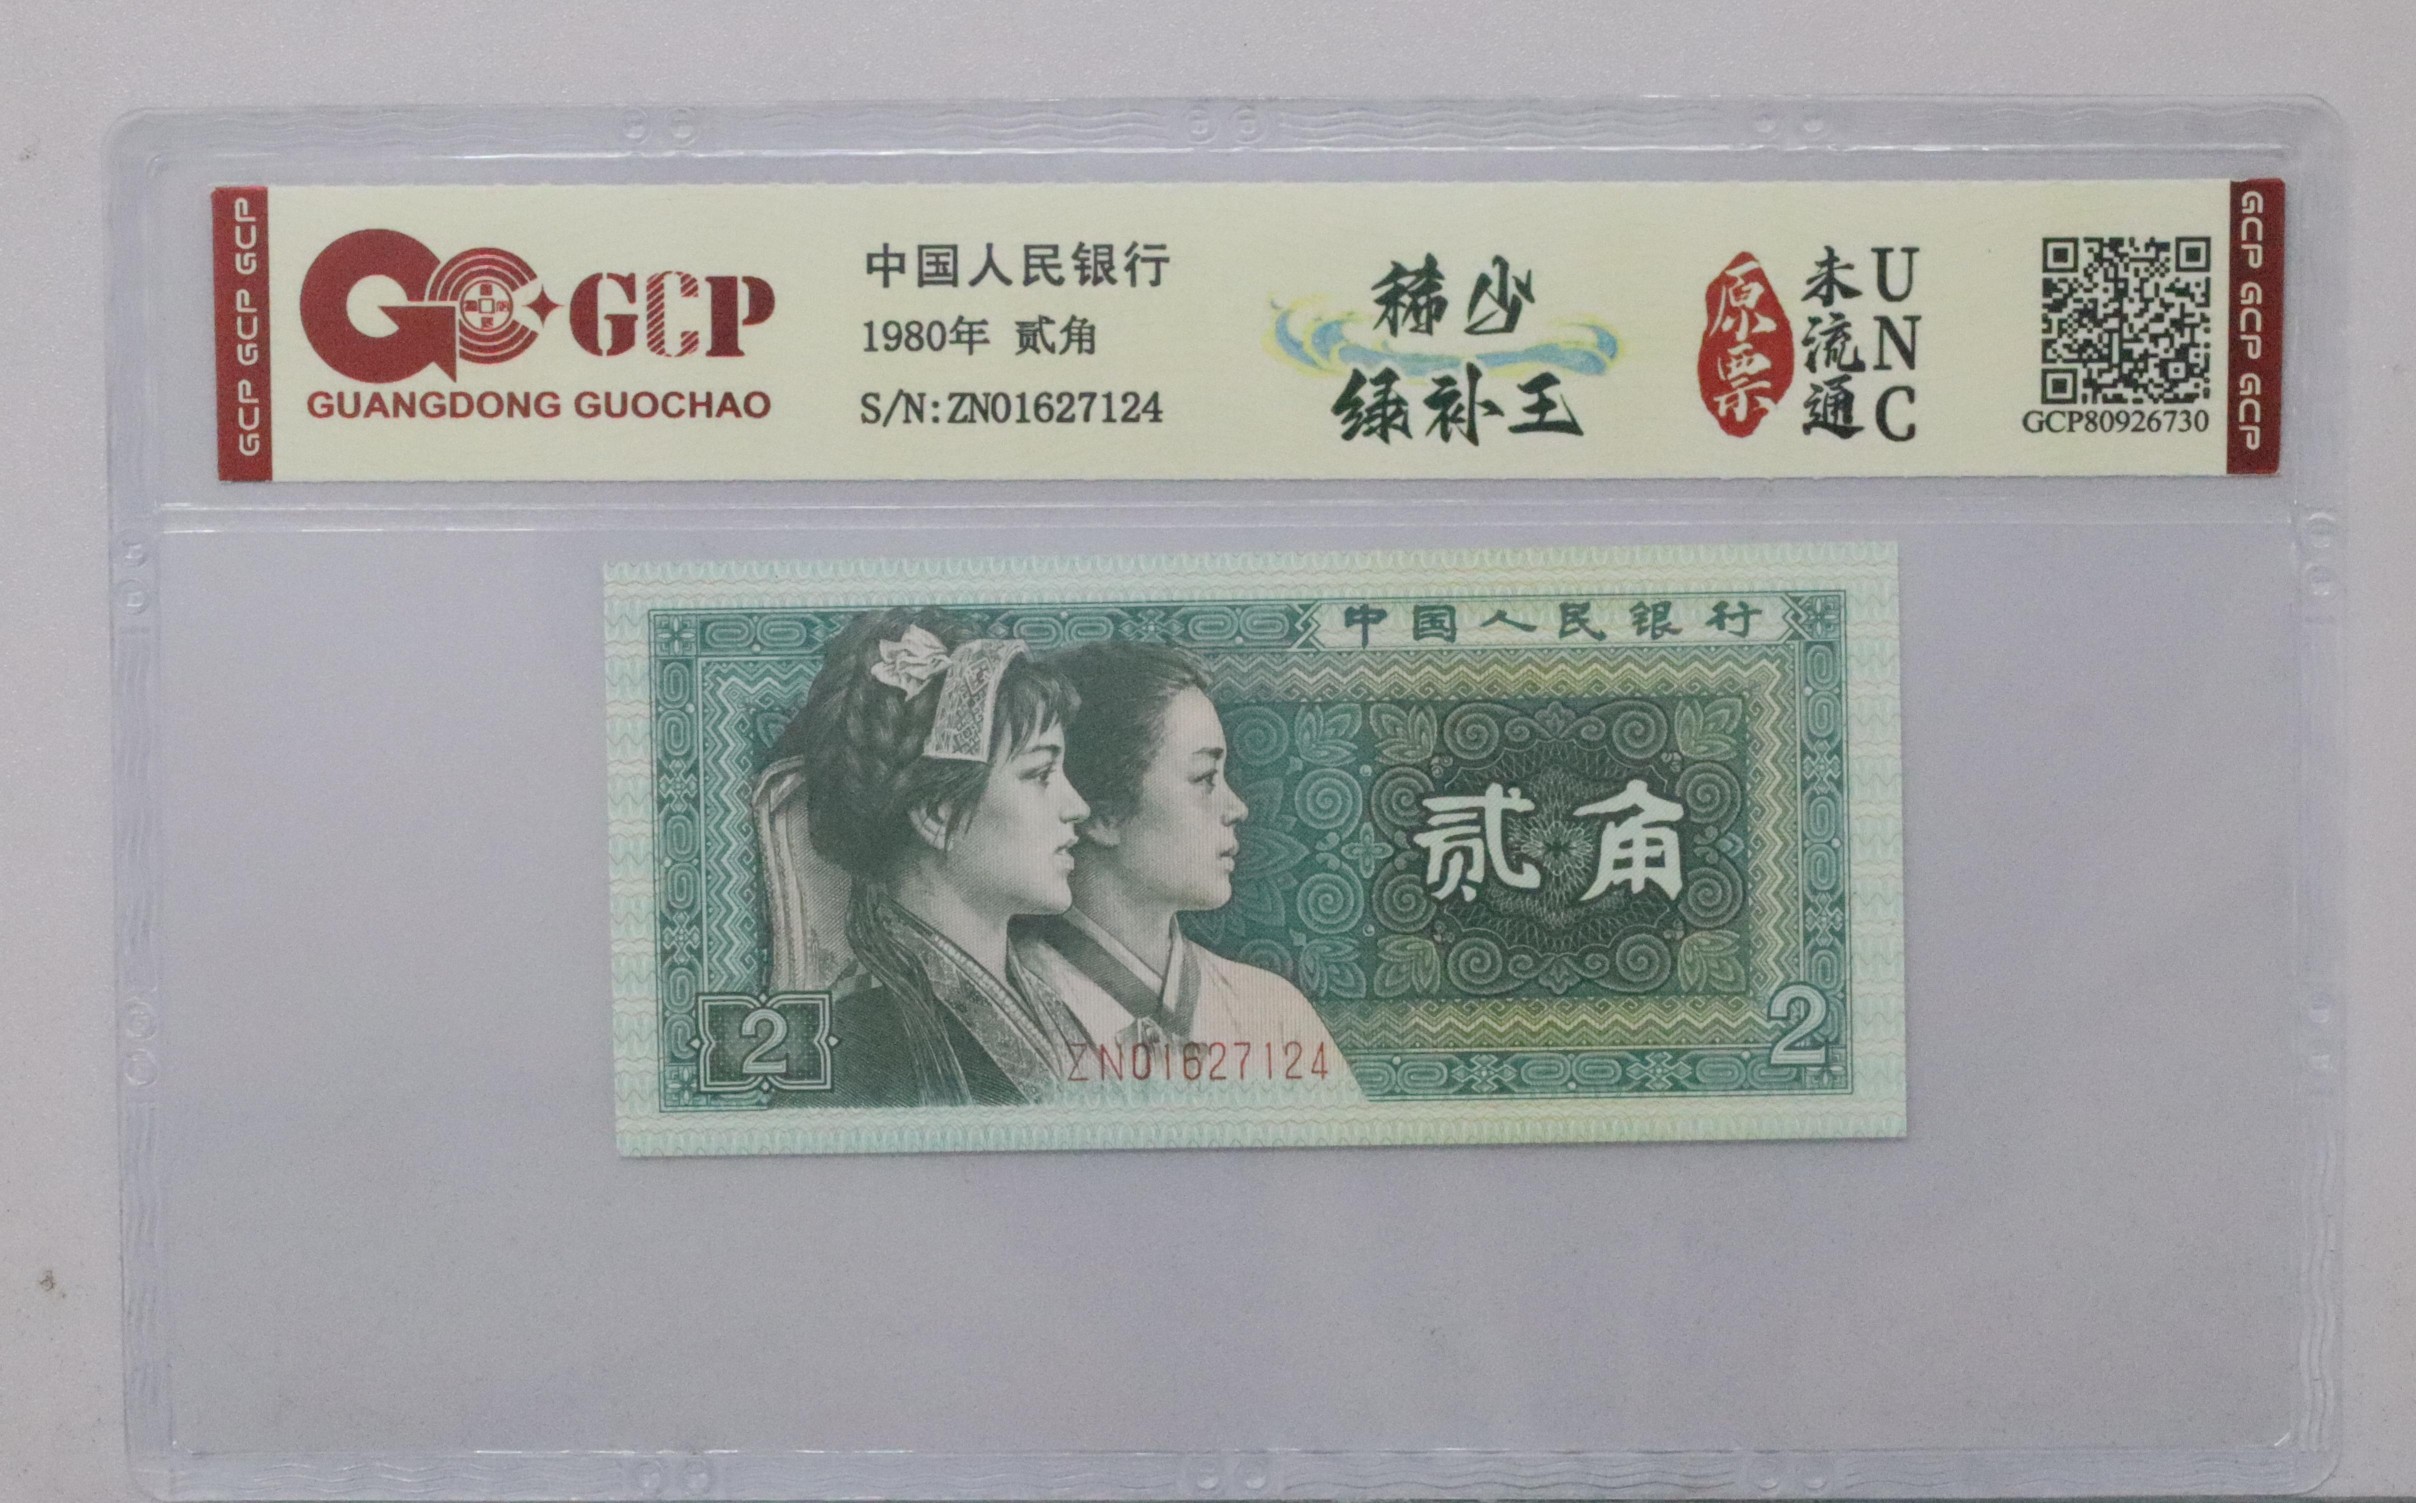 GCP GCP GCP
GCP
GUANGDONG GUOCHAO
中国人民银行
1980年 贰角
S/N:ZN01627124
稀少
绿补王
原票
未流通
UNC
GCP80926730
GCP GCP GCP
中国人民银行
贰角
2
ZN01627124
2